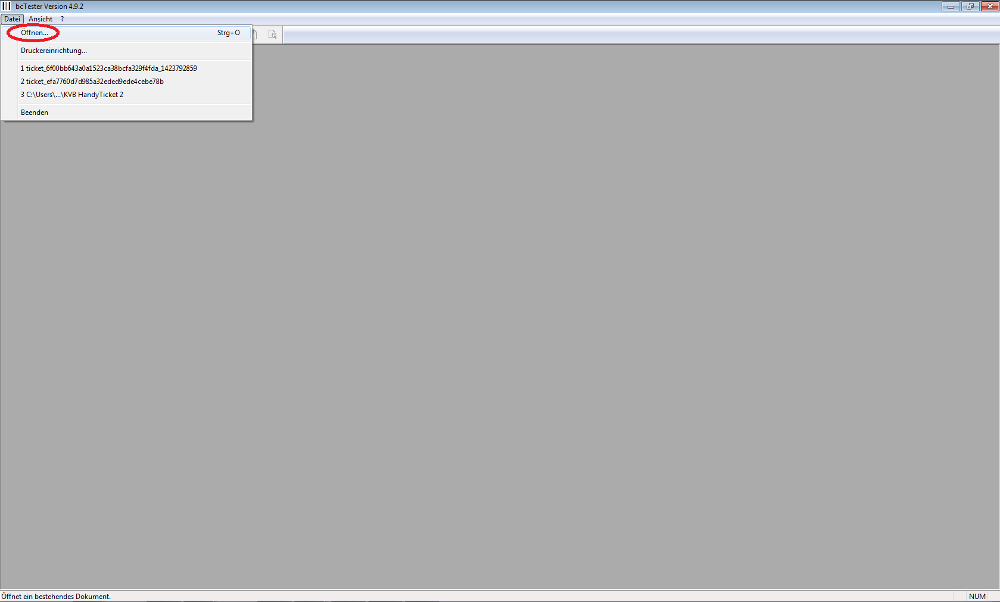 bcTester Version 4.9.2
Datei Ansicht ?
Öffnen... Strg+O
Druckereinrichtung...
1 ticket_6f00bb643a0a1523ca38bcfa329f4fda_1423792859
2 ticket_efa7760d7d985a32eded9ede4cebe78b
3 C:\Users\...\KVB HandyTicket 2
Beenden
Öffnet ein bestehendes Dokument. NUM